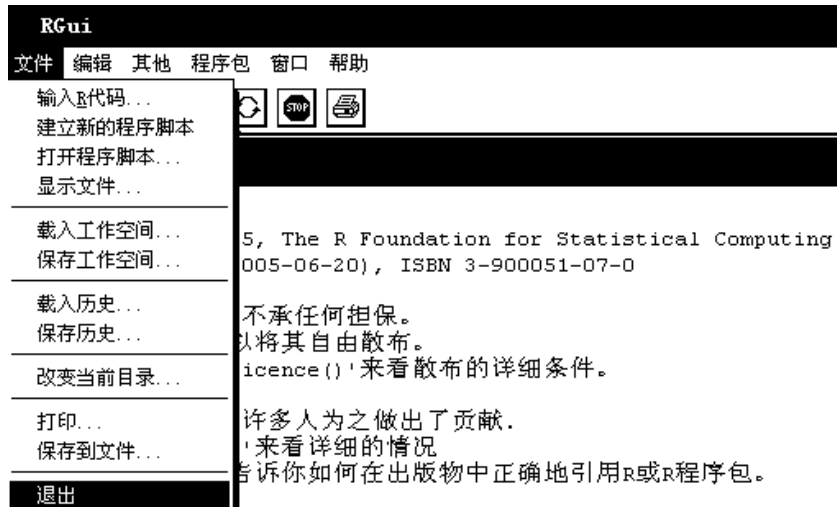 RGui
文件 编辑 其他 程序包 窗口 帮助
输入R代码...
建立新的程序脚本
打开程序脚本...
显示文件...
载入工作空间...
保存工作空间...
载入历史...
保存历史...
改变当前目录...
打印...
保存到文件...
退出
STOP
5, The R Foundation for Statistical Computing
005-06-20), ISBN 3-900051-07-0
不承任何担保。
以将其自由散布。
icence()'来看散布的详细条件。
许多人为之做出了贡献.
'来看详细的情况
告诉你如何在出版物中正确地引用R或R程序包。